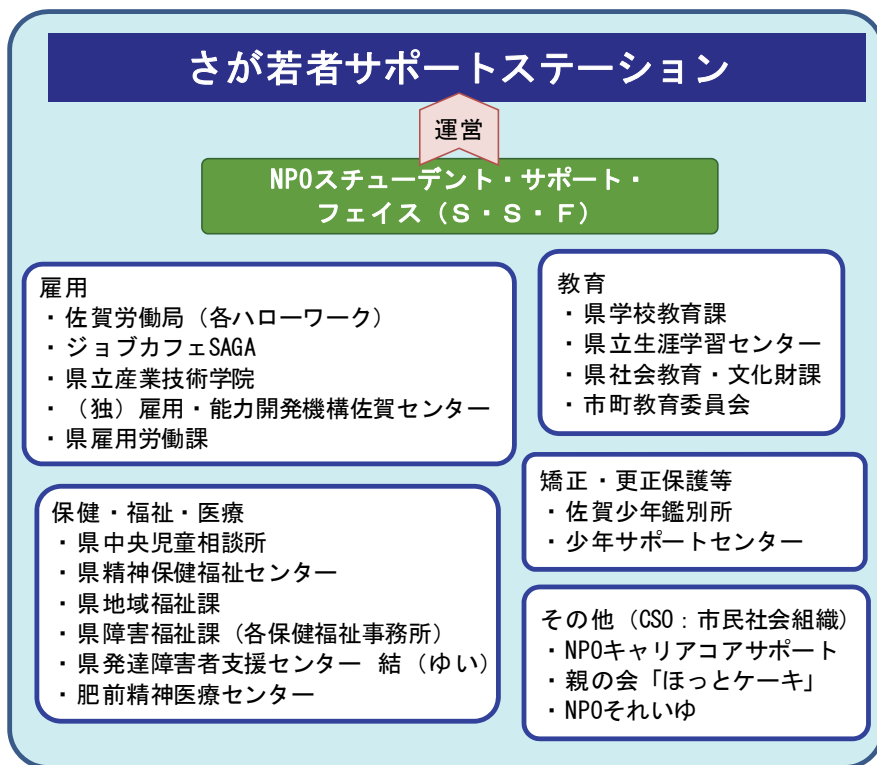 さが若者サポートステーション
運営
NPOスチューデント・サポート・
フェイス（S・S・F）
雇用
・佐賀労働局（各ハローワーク）
・ジョブカフェSAGA
・県立産業技術学院
・（独）雇用・能力開発機構佐賀センター
・県雇用労働課
教育
・県学校教育課
・県立生涯学習センター
・県社会教育・文化財課
・市町教育委員会
保健・福祉・医療
・県中央児童相談所
・県精神保健福祉センター
・県地域福祉課
・県障害福祉課（各保健福祉事務所）
・県発達障害者支援センター 結（ゆい）
・肥前精神医療センター
矯正・更正保護等
・佐賀少年鑑別所
・少年サポートセンター
その他（CSO：市民社会組織）
・NPOキャリアコアサポート
・親の会「ほっとケーキ」
・NPOそれいゆ